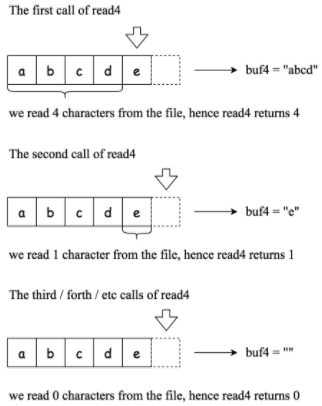 The first call of read4
a b c d e buf4 = "abcd"
we read 4 characters from the file, hence read4 returns 4
The second call of read4
a b c d e buf4 = "e"
we read 1 character from the file, hence read4 returns 1
The third / forth / etc calls of read4
a b c d e buf4 = ""
we read 0 characters from the file, hence read4 returns 0